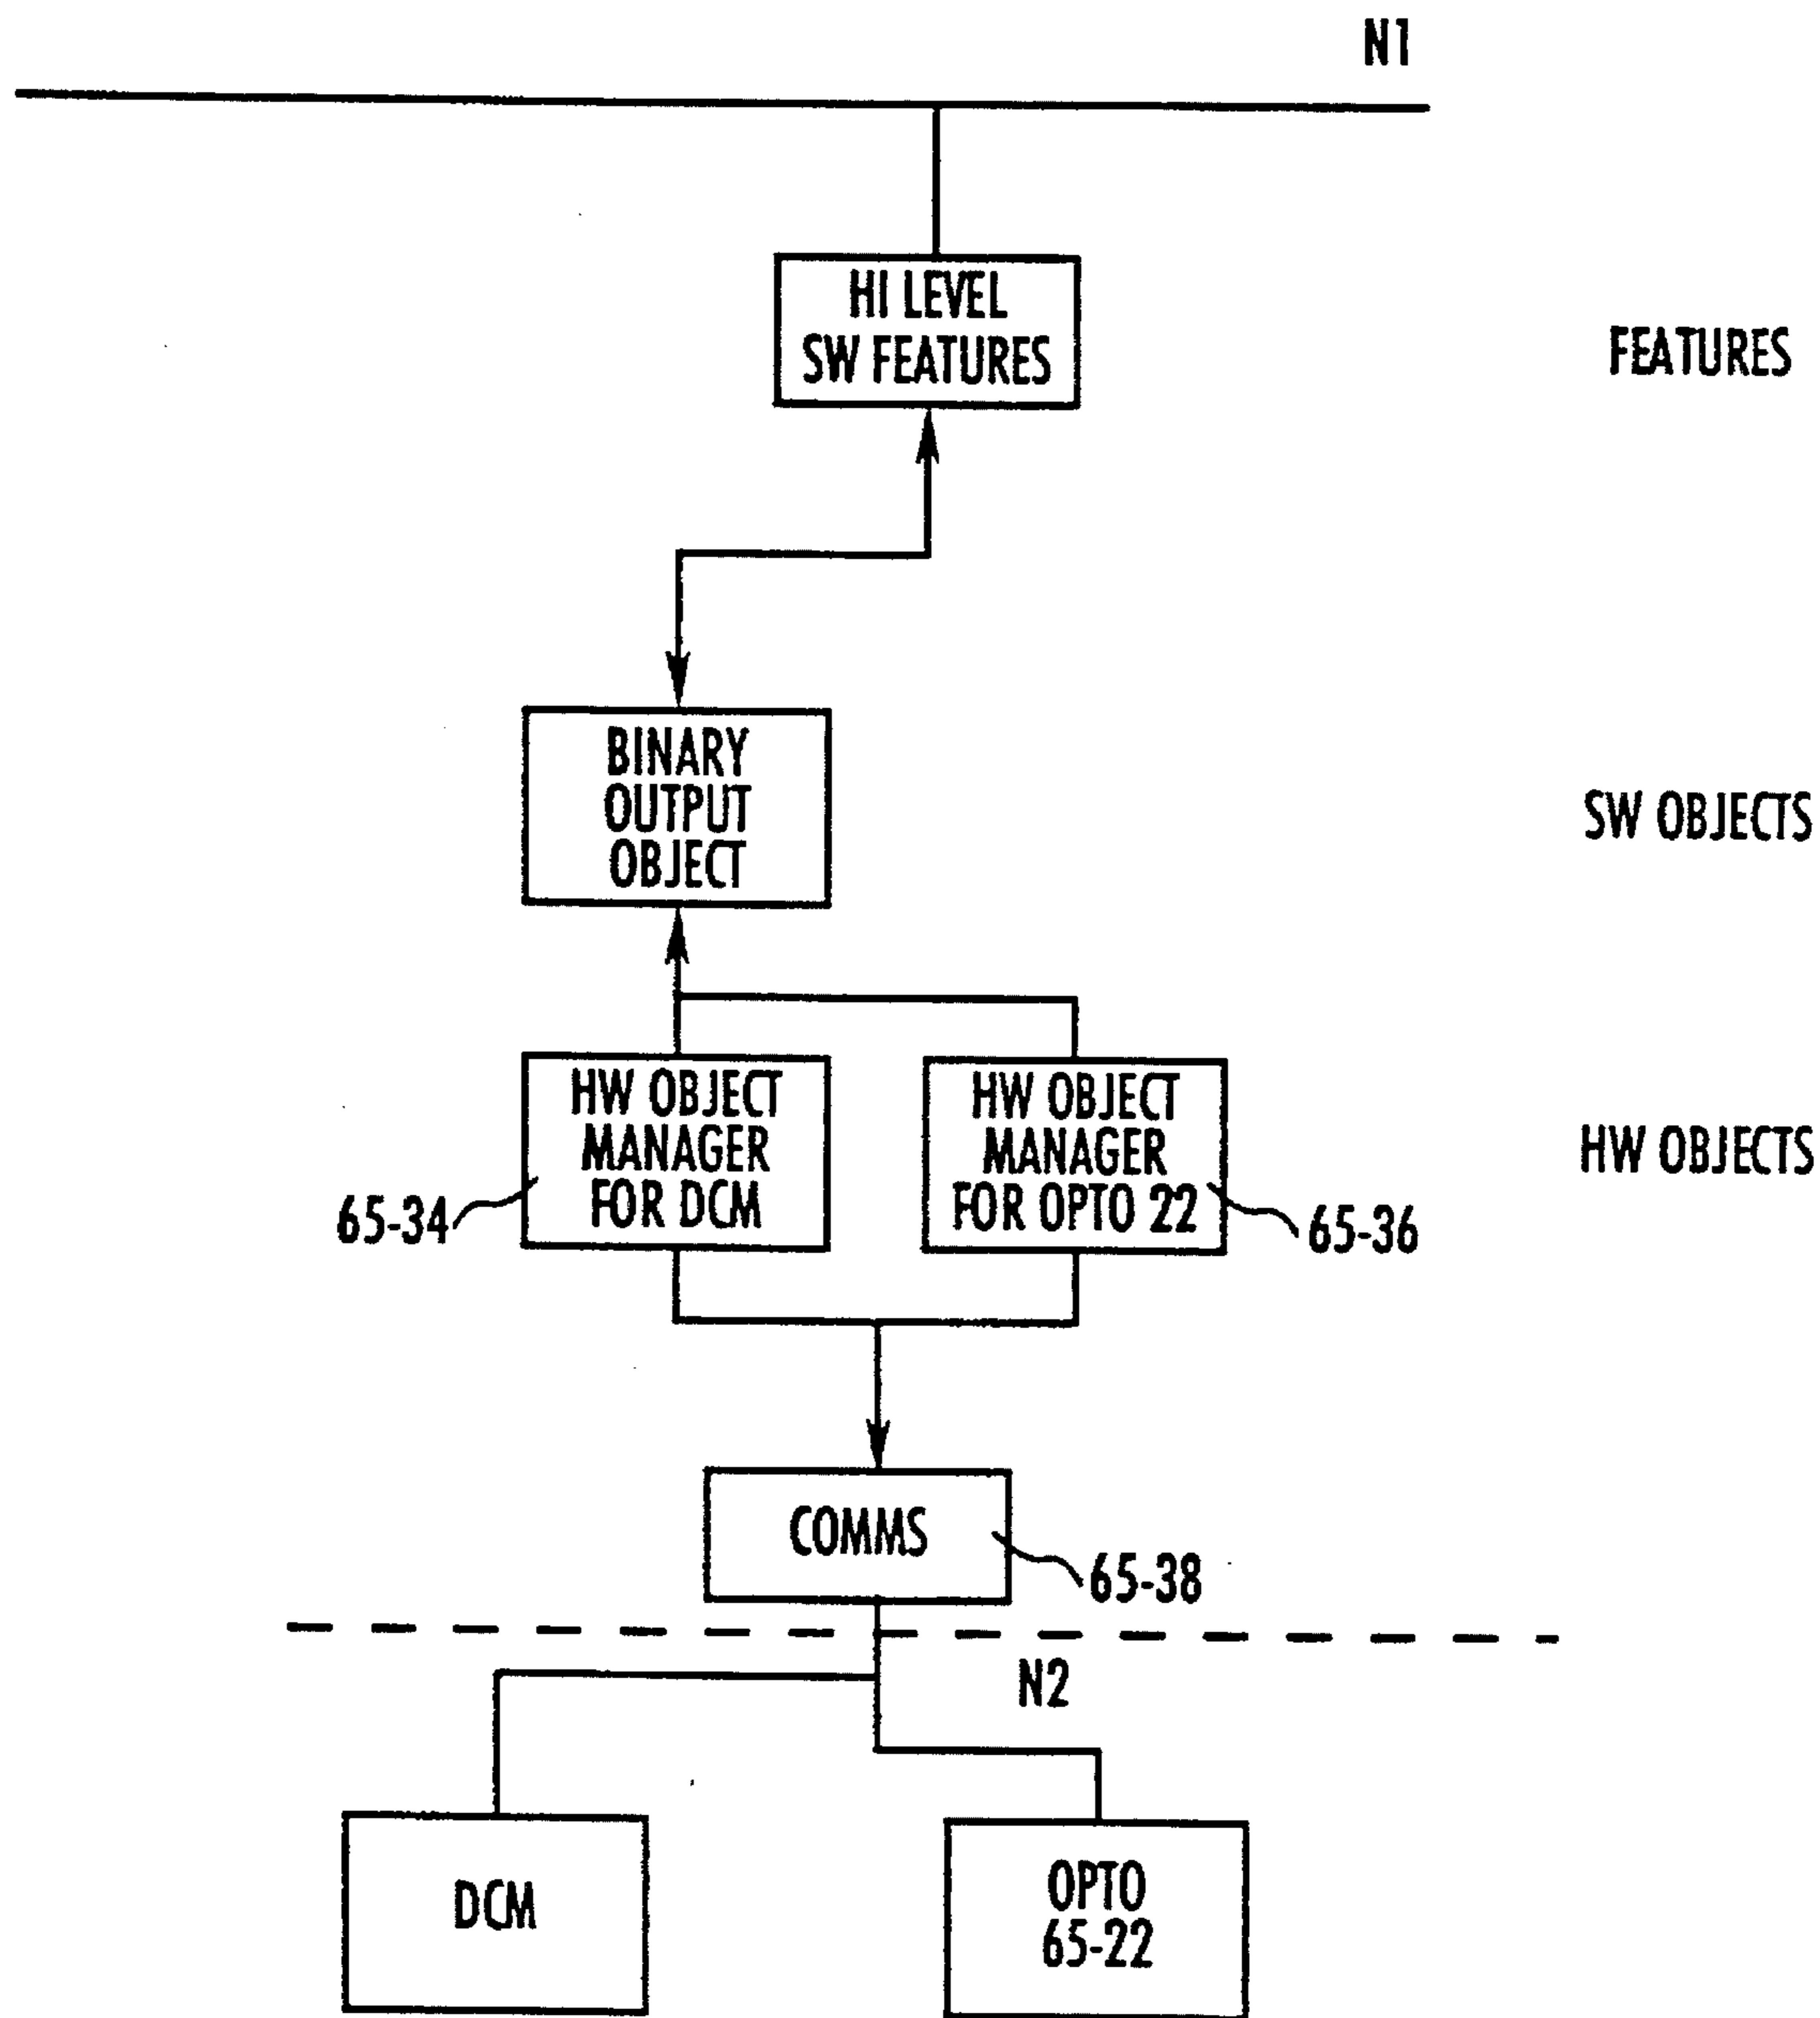 N1
HI LEVEL
SW FEATURES
FEATURES
BINARY
OUTPUT
OBJECT
SW OBJECTS
HW OBJECT
MANAGER
FOR DCM
65-34
HW OBJECT
MANAGER
FOR OPTO 22
65-36
HW OBJECTS
COMMS
65-38
N2
DCM
OPTO
65-22